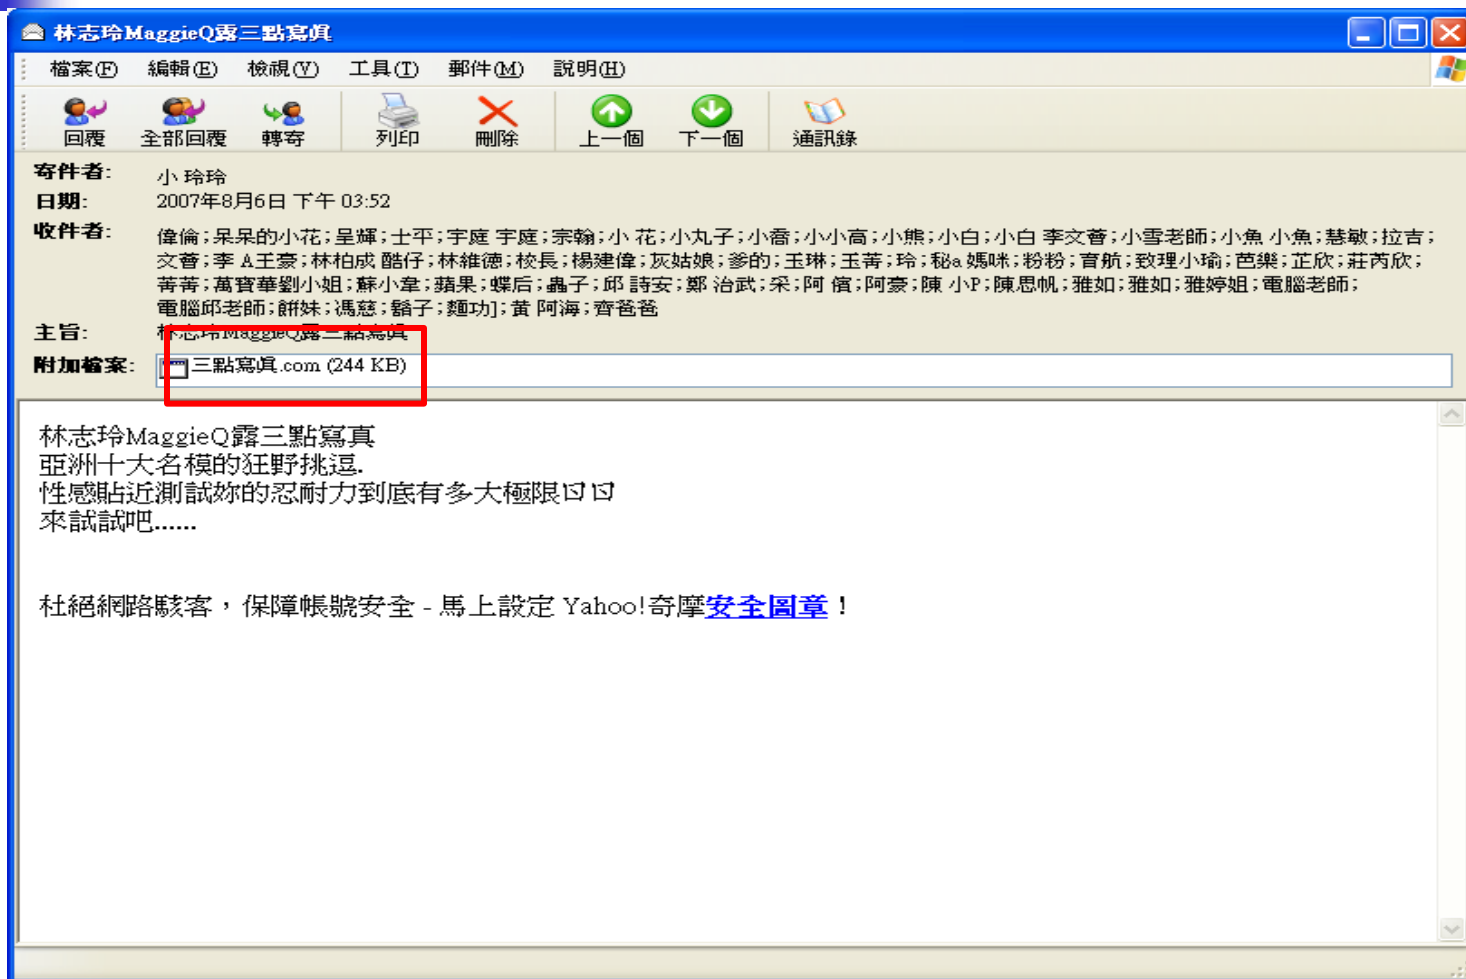 林志玲MaggieQ露三點寫真
檔案(F) 編輯(E) 檢視(V) 工具(T) 郵件(M) 說明(H)
回覆 全部回覆 轉寄 列印 刪除 上一個 下一個 通訊錄
寄件者: 小 玲玲
日期: 2007年8月6日 下午 03:52
收件者: 偉倫;呆呆的小花;呈輝;士平;宇庭 宇庭;宗翰;小 花;小丸子;小喬;小小高;小熊;小白;小白 李文薈;小雪老師;小魚 小魚;慧敏;拉吉;
文薈;李 A王豪;林柏成 酷仔;林維德;校長;楊建偉;灰姑娘;爹的;玉琳;玉菁;玲;秘a 媽咪;粉粉;育航;致理小瑜;芭樂;芷欣;莊芮欣;
菁菁;萬寶華劉小姐;蘇小韋;蘋果;蝶后;蟲子;邱 詩安;鄭 治武;采;阿 儐;阿豪;陳 小P;陳思帆;雅如;雅如;雅婷姐;電腦老師;
電腦邱老師;餅妹;馮慈;鬍子;麵功];黃 阿海;齊爸爸
主旨: 林志玲MaggieQ露三點寫真
附加檔案: 三點寫真.com (244 KB)
林志玲MaggieQ露三點寫真
亞洲十大名模的狂野挑逗.
性感貼近測試妳的忍耐力到底有多大極限
來試試吧......
杜絕網路駭客，保障帳號安全 - 馬上設定 Yahoo!奇摩安全圖章！